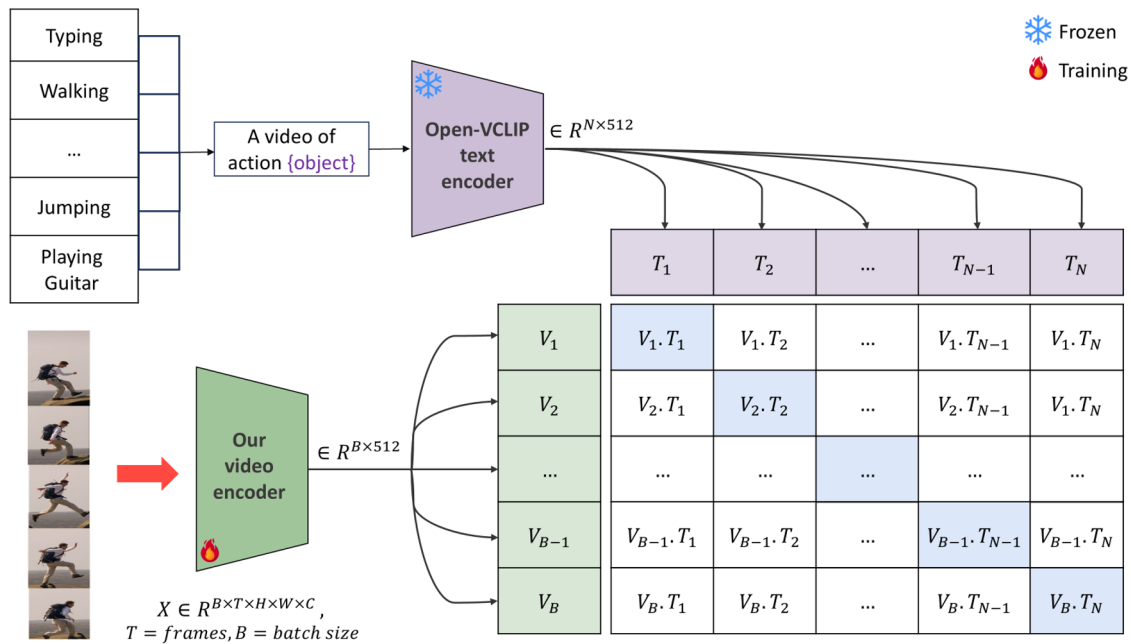 Typing
Walking
...
Jumping
Playing
Guitar
A video of
action {object}
Open-VCLIP
text
encoder
∈ R^{N×512}
Frozen
Training
T_1 T_2 ... T_{N−1} T_N
V_1 V_1.T_1 V_1.T_2 ... V_1.T_{N−1} V_1.T_N
V_2 V_2.T_1 V_2.T_2 ... V_2.T_{N−1} V_1.T_N
... ... ... ... ... ...
V_{B−1} V_{B−1}.T_1 V_{B−1}.T_2 ... V_{B−1}.T_{N−1} V_{B−1}.T_N
V_B V_B.T_1 V_B.T_2 ... V_B.T_{N−1} V_B.T_N
Our
video
encoder
∈ R^{B×512}
X ∈ R^{B×T×H×W×C},
T = frames, B = batch size